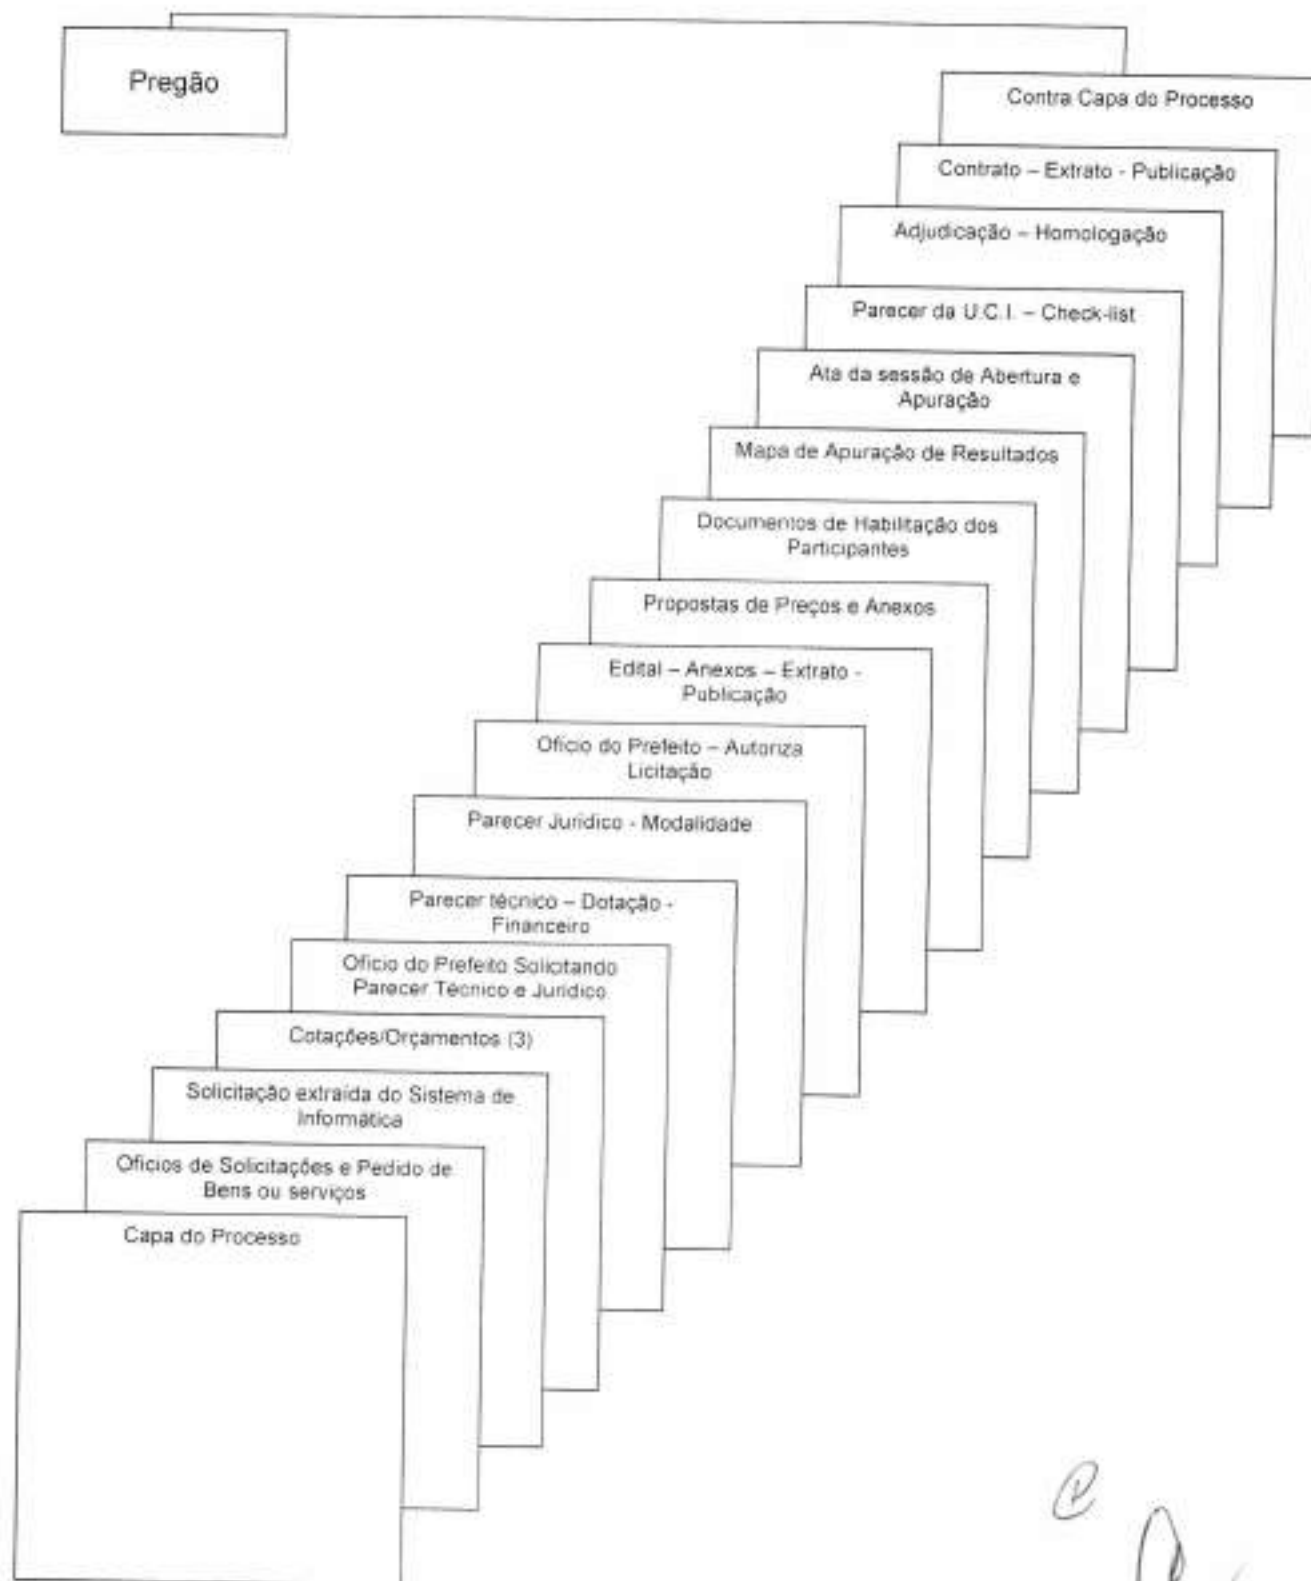 Pregão
Contra Capa do Processo
Contrato – Extrato - Publicação
Adjudicação – Homologação
Parecer da U.C.I. – Check-list
Ata da sessão de Abertura e
Apuração
Mapa de Apuração de Resultados
Documentos de Habilitação dos
Participantes
Propostas de Preços e Anexos
Edital – Anexos – Extrato -
Publicação
Ofício do Prefeito – Autoriza
Licitação
Parecer Jurídico - Modalidade
Parecer técnico – Dotação -
Financeiro
Ofício do Prefeito Solicitando
Parecer Técnico e Jurídico
Cotações/Orçamentos (3)
Solicitação extraída do Sistema de
Informática
Ofícios de Solicitações e Pedido de
Bens ou serviços
Capa do Processo